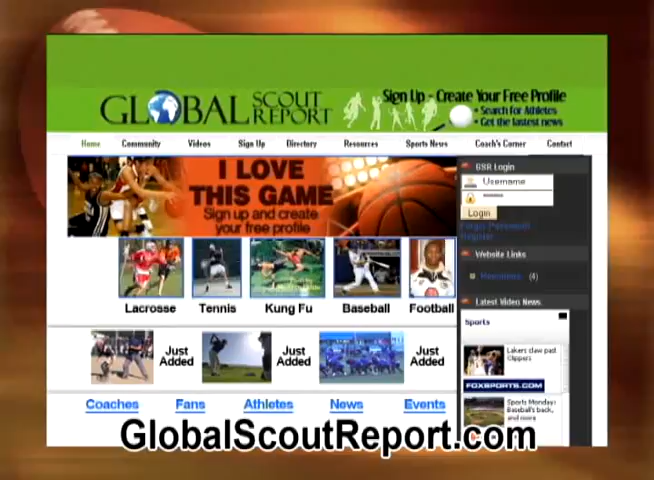 GLOBAL SCOUT REPORT
Sign Up - Create Your Free Profile
• Search for Athletes
• Get the lastest news
Home Community Videos Sign Up Directory Resources Sports News Coach's Corner Contact
I LOVE
THIS GAME
Sign up and create
your free profile
GSR Login
Username
Login
Forgot Password
Register
Website Links
(4)
Latest Video News
Sports
Lakers claw past
Clippers
FOXSPORTS.COM
Sports Monday:
Baseball's back,
and more
Lacrosse Tennis Kung Fu Baseball Football
Just
Added
Just
Added
Just
Added
Coaches Fans Athletes News Events
GlobalScoutReport.com